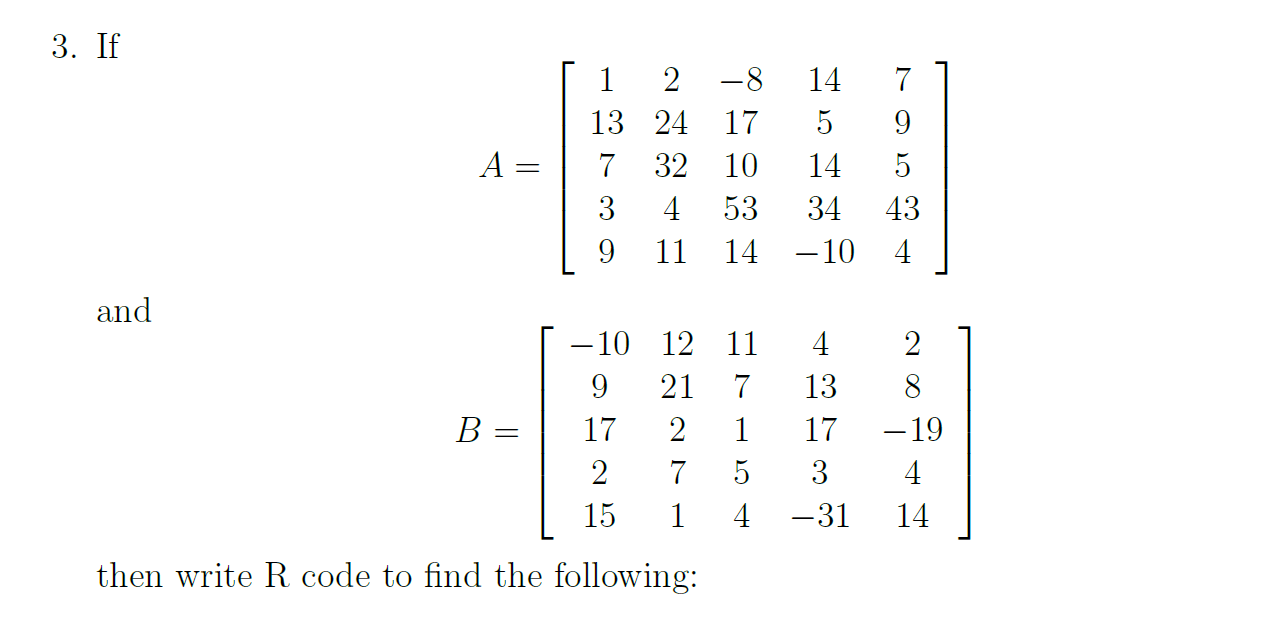 3. If
A = [ 1 2 −8 14 7
13 24 17 5 9
7 32 10 14 5
3 4 53 34 43
9 11 14 −10 4 ]
and
B = [ −10 12 11 4 2
9 21 7 13 8
17 2 1 17 −19
2 7 5 3 4
15 1 4 −31 14 ]
then write R code to find the following: